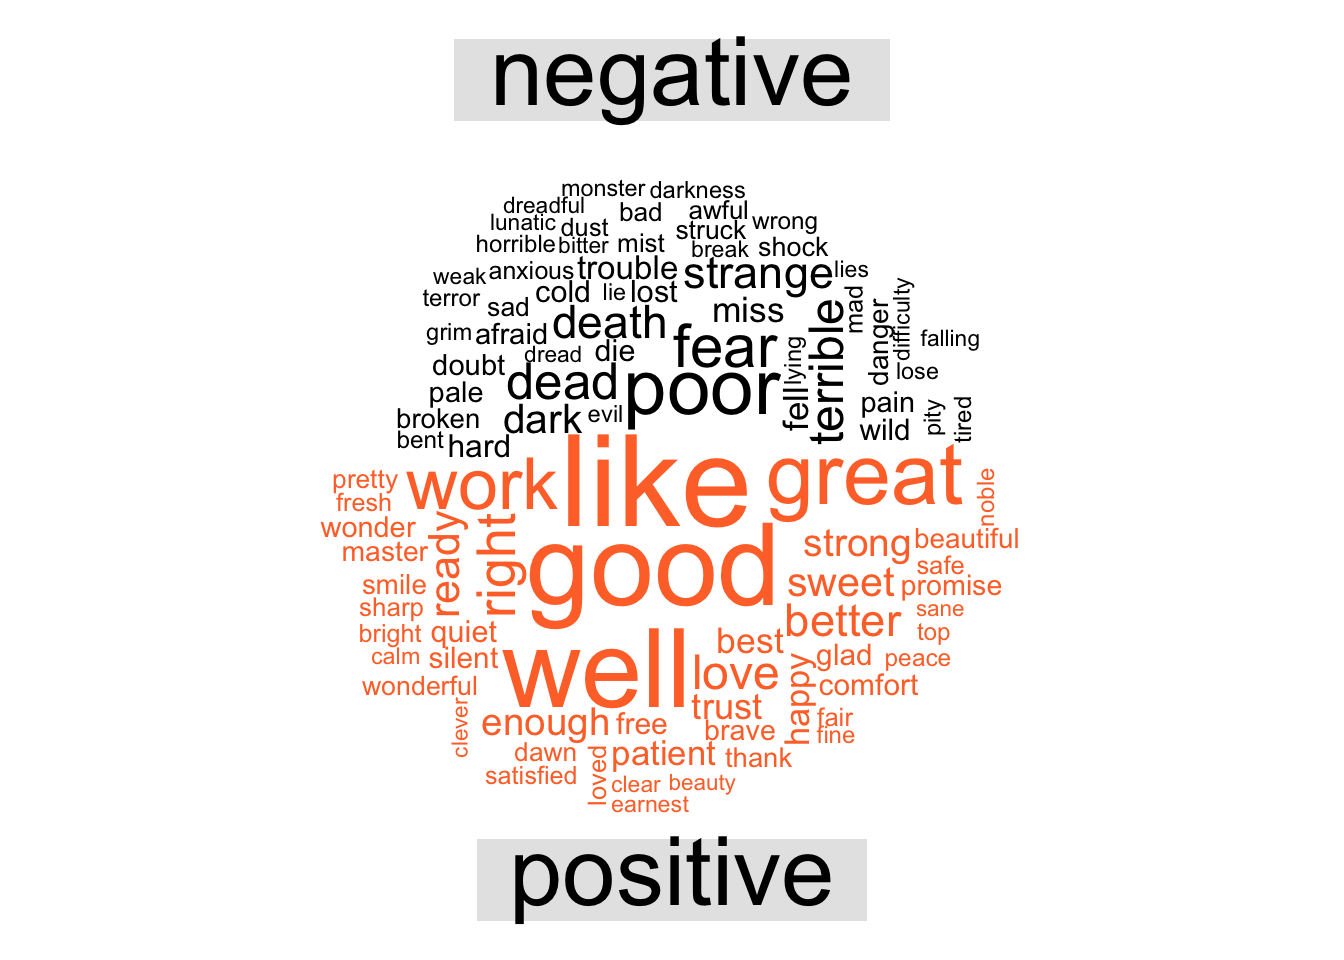 negative
monster darkness
dreadful bad awful
lunatic dust struck wrong
horrible bitter mist break shock
weak anxious trouble strange lies
terror sad cold lie lost miss mad difficulty
grim afraid death fear terrible danger falling
doubt dread die lying lose
pale dead poor fell pain pity tired
broken dark evil wild
bent hard
pretty work like great noble
fresh
wonder ready right good strong beautiful
master safe
smile sweet promise
sharp better sane
bright quiet best top
calm silent well love happy glad peace
wonderful comfort
clever enough free trust brave fair
fine
dawn loved patient thank
satisfied clear beauty
earnest
positive